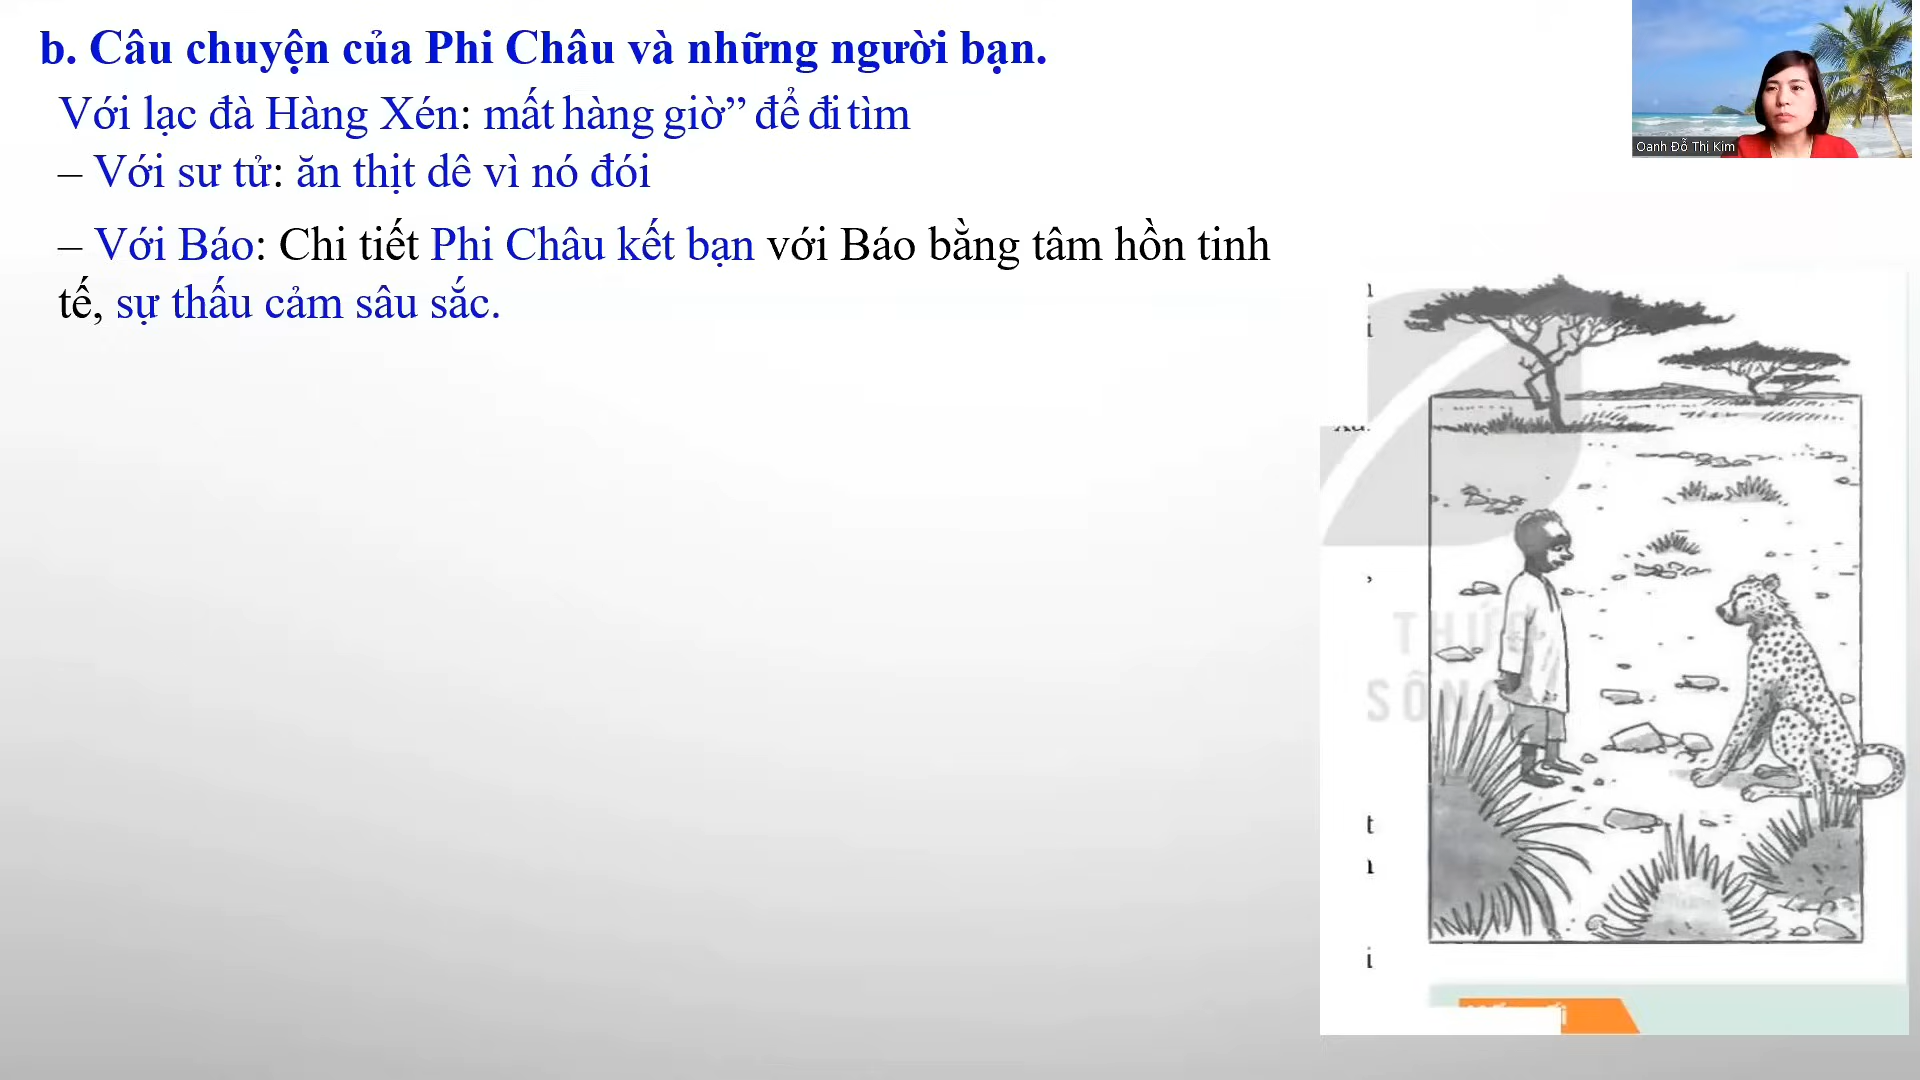 b. Câu chuyện của Phi Châu và những người bạn.
Với lạc đà Hàng Xén: mất hàng giờ” để đi tìm
– Với sư tử: ăn thịt dê vì nó đói
– Với Báo: Chi tiết Phi Châu kết bạn với Báo bằng tâm hồn tinh
tế, sự thấu cảm sâu sắc.
Oanh Đỗ Thị Kim
i
THỨC
SỐNG
t
i